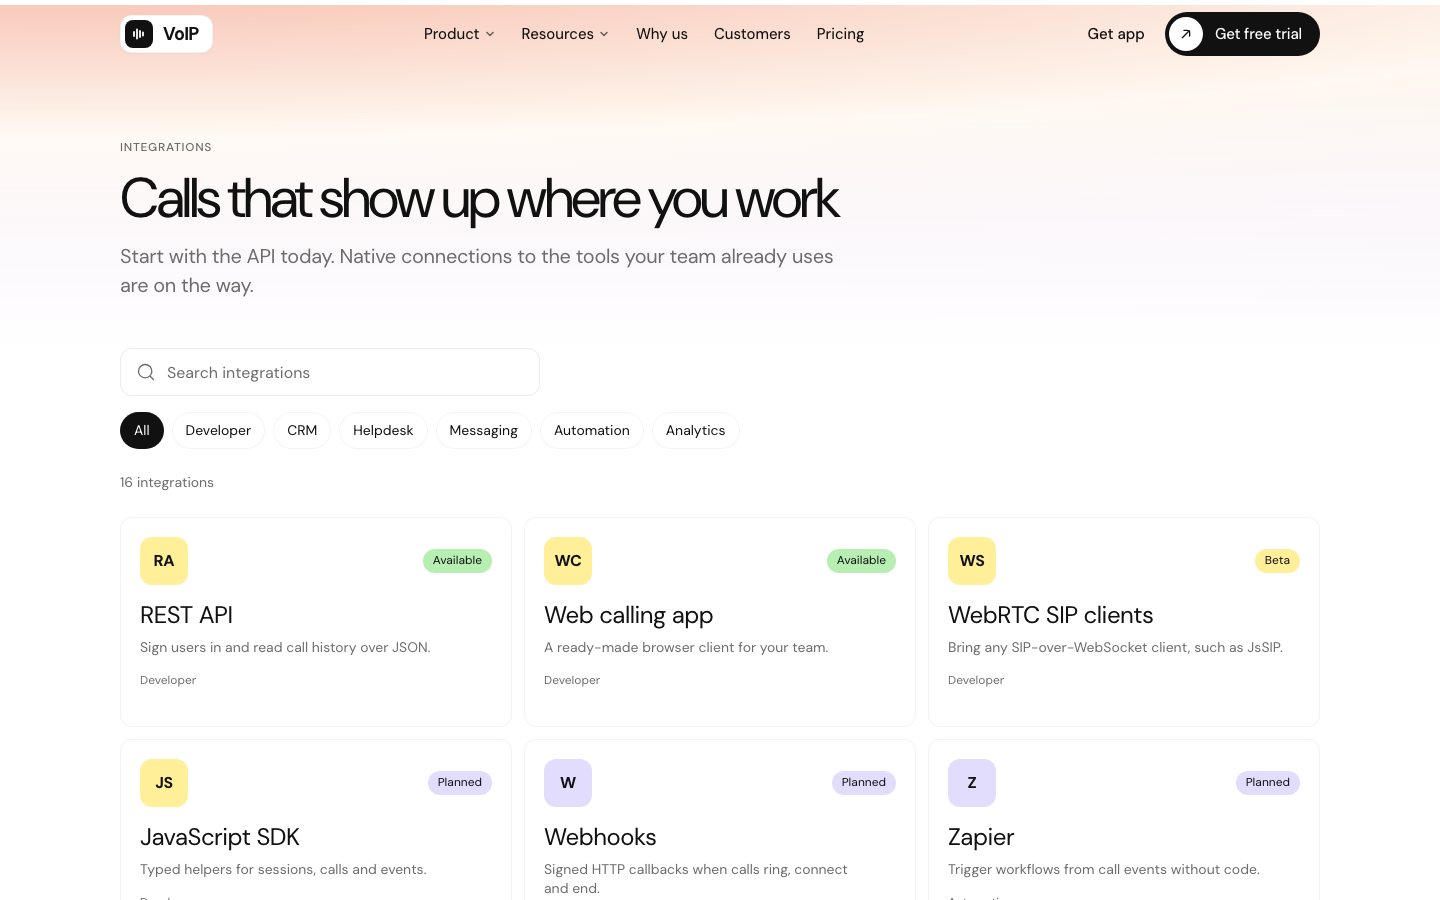 VoIP
Product
Resources
Why us
Customers
Pricing
Get app
Get free trial
INTEGRATIONS
Calls that show up where you work
Start with the API today. Native connections to the tools your team already uses
are on the way.
Search integrations
All
Developer
CRM
Helpdesk
Messaging
Automation
Analytics
16 integrations
RA
Available
REST API
Sign users in and read call history over JSON.
Developer
WC
Available
Web calling app
A ready-made browser client for your team.
Developer
WS
Beta
WebRTC SIP clients
Bring any SIP-over-WebSocket client, such as JsSIP.
Developer
JS
Planned
JavaScript SDK
Typed helpers for sessions, calls and events.
W
Planned
Webhooks
Signed HTTP callbacks when calls ring, connect
and end.
Z
Planned
Zapier
Trigger workflows from call events without code.